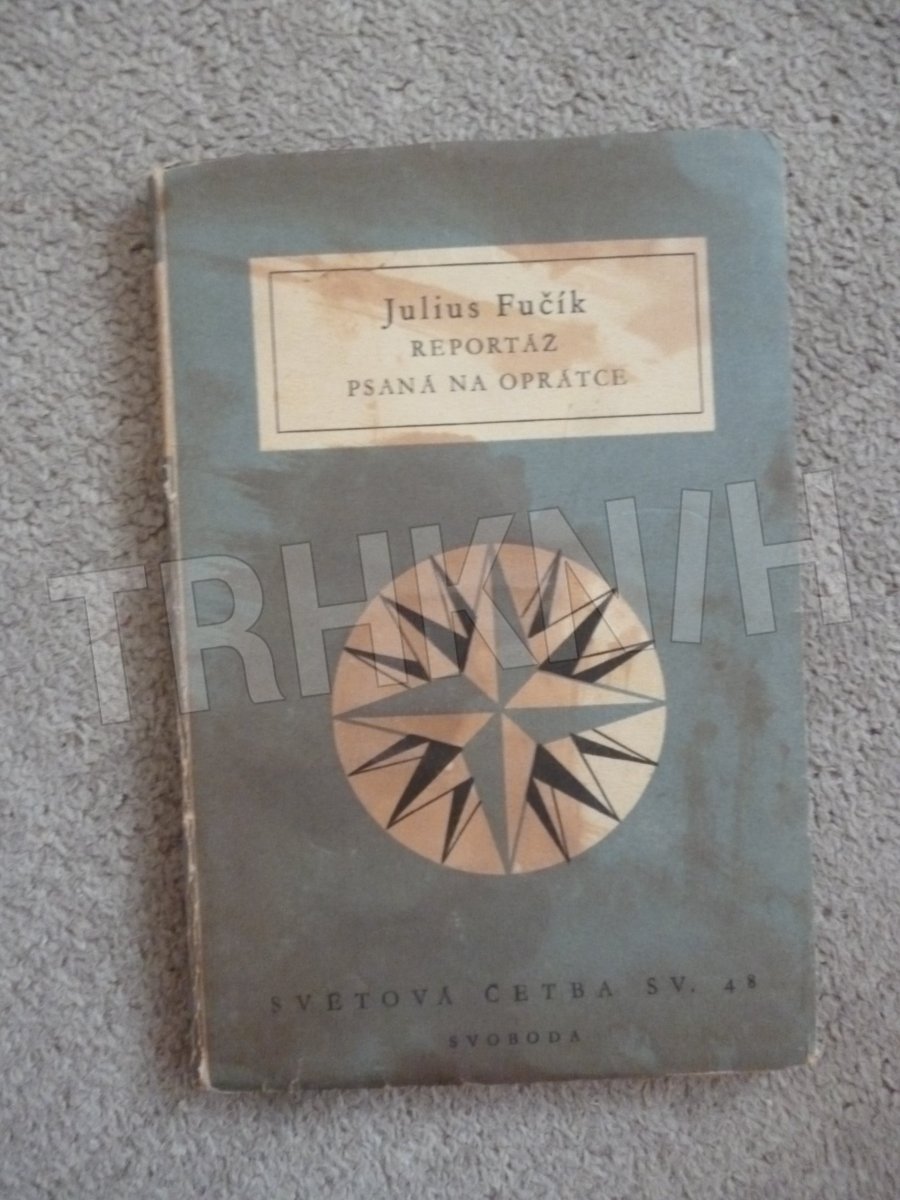 Julius Fučík
REPORTÁŽ
PSANÁ NA OPRÁTCE
TRHKNIH
SVĚTOVÁ ČETBA SV. 48
SVOBODA